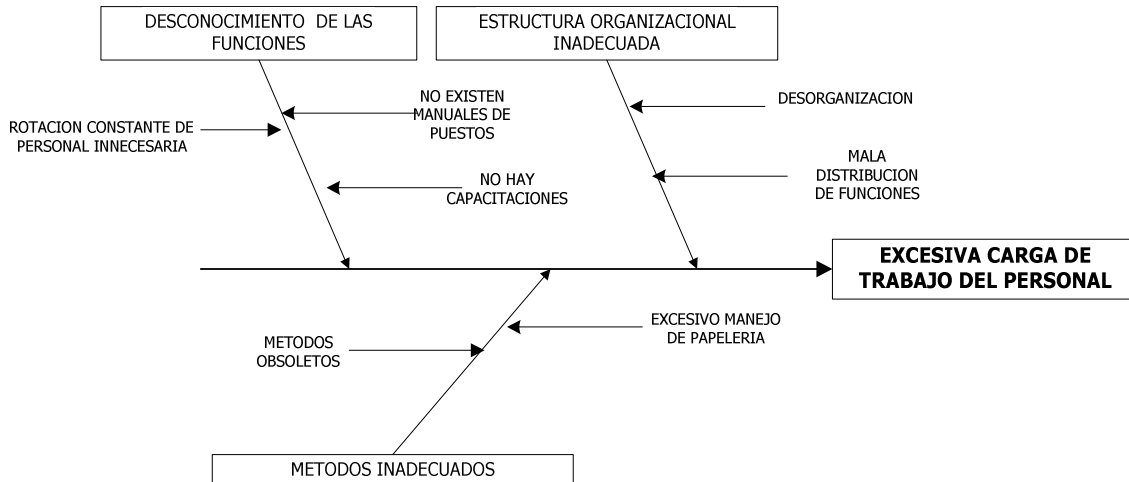 DESCONOCIMIENTO DE LAS
FUNCIONES
ESTRUCTURA ORGANIZACIONAL
INADECUADA
NO EXISTEN
MANUALES DE
PUESTOS
ROTACION CONSTANTE DE
PERSONAL INNECESARIA
NO HAY
CAPACITACIONES
DESORGANIZACION
MALA
DISTRIBUCION
DE FUNCIONES
EXCESIVA CARGA DE
TRABAJO DEL PERSONAL
EXCESIVO MANEJO
DE PAPELERIA
METODOS
OBSOLETOS
METODOS INADECUADOS